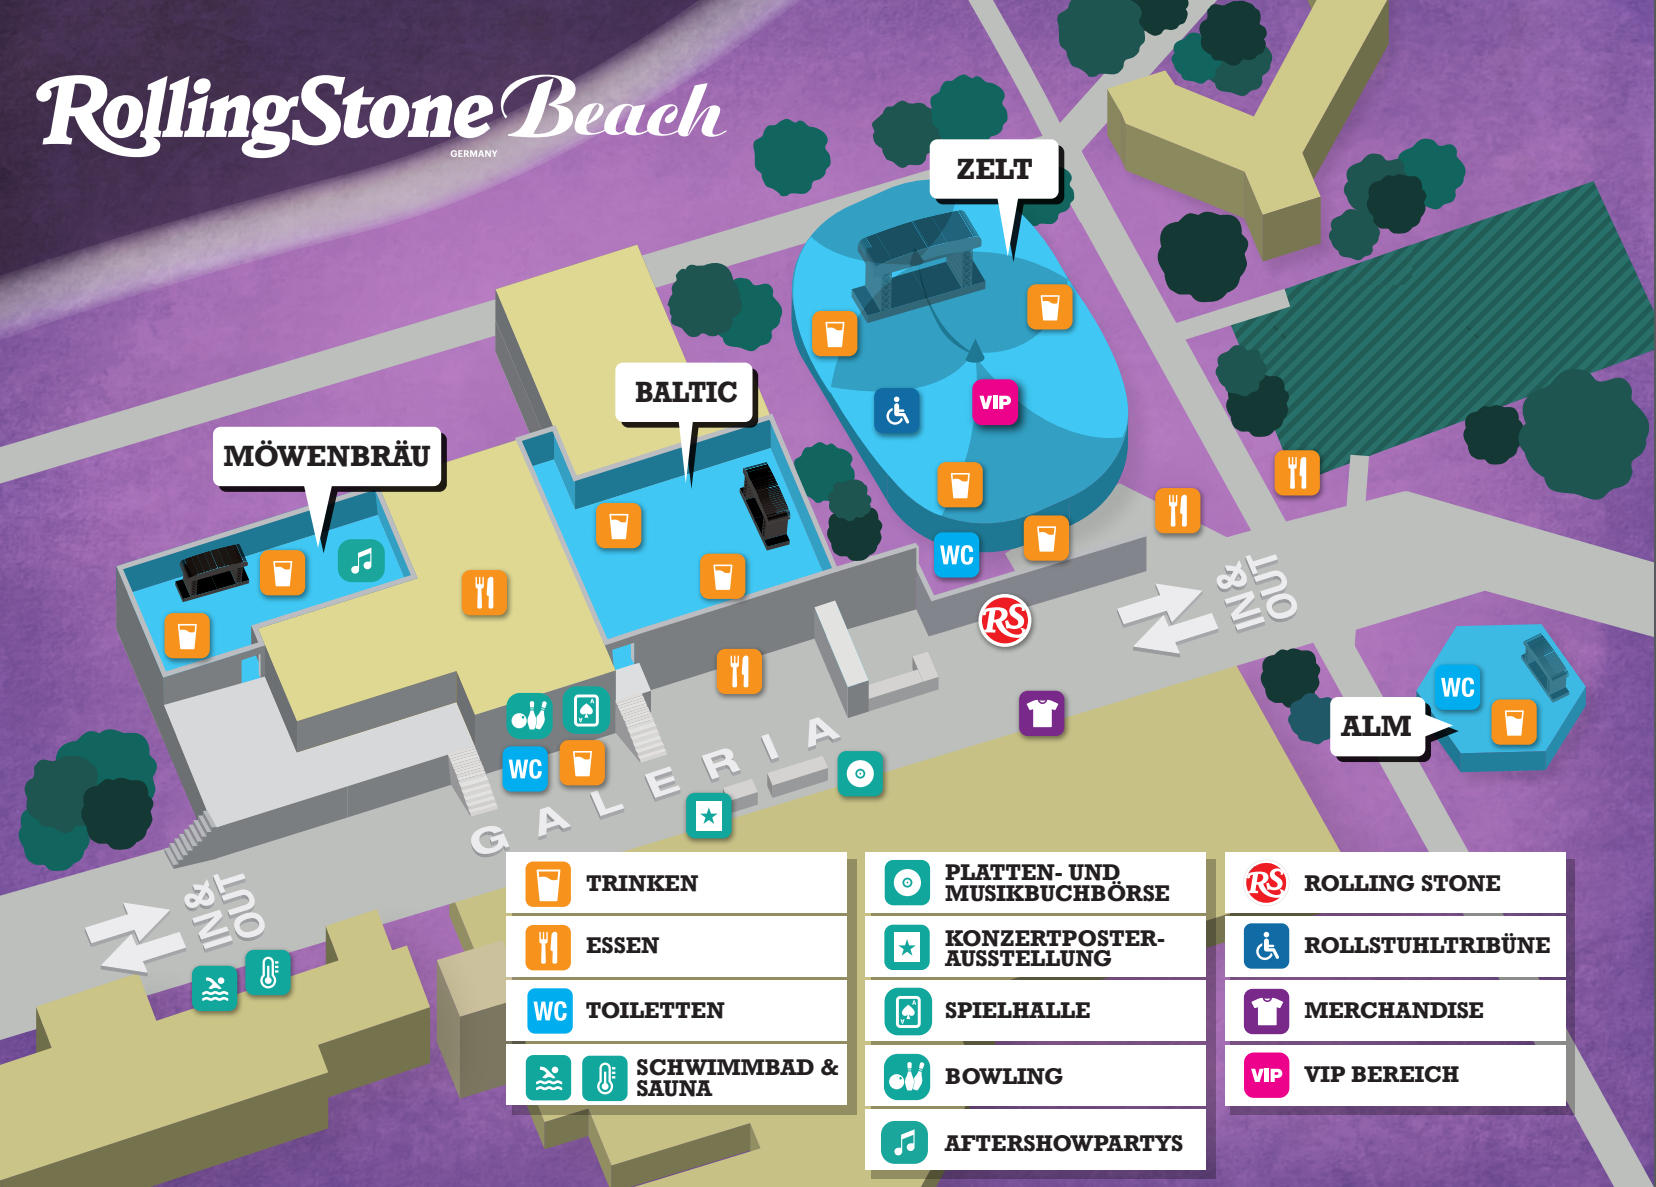 RollingStone Beach
GERMANY
ZELT
BALTIC
MÖWENBRÄU
VIP
WC
RS
IN &
OUT
WC
ALM
WC
GALERIA
IN &
OUT
TRINKEN
ESSEN
WC TOILETTEN
SCHWIMMBAD &
SAUNA
PLATTEN- UND
MUSIKBUCHBÖRSE
KONZERTPOSTER-
AUSSTELLUNG
A A SPIELHALLE
BOWLING
AFTERSHOWPARTYS
RS ROLLING STONE
ROLLSTUHLTRIBÜNE
MERCHANDISE
VIP VIP BEREICH